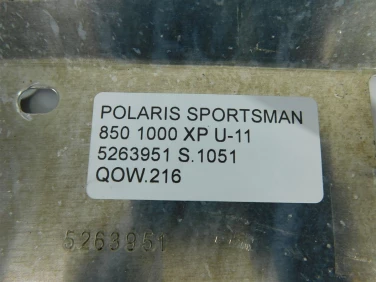 POLARIS SPORTSMAN
850 1000 XP U-11
5263951 S.1051
QOW.216
5263951